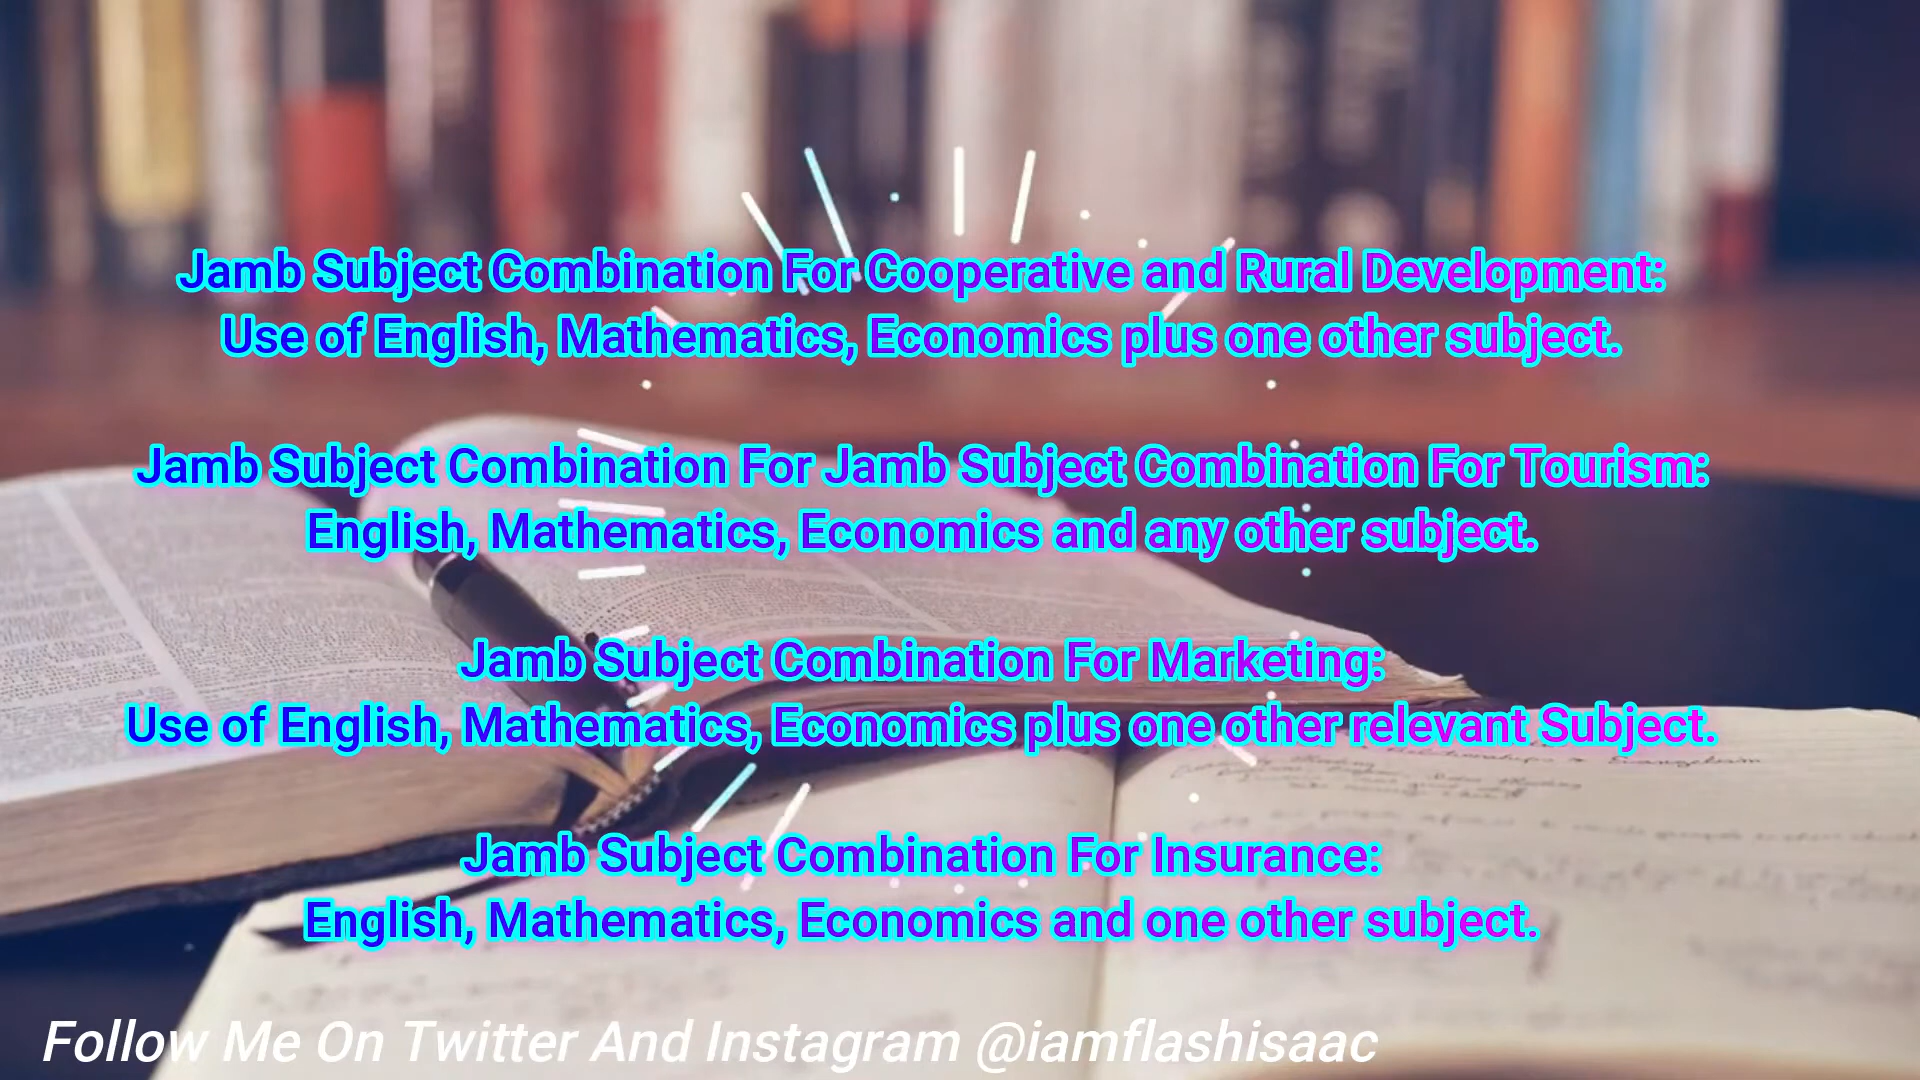 Jamb Subject Combination For Cooperative and Rural Development:
Use of English, Mathematics, Economics plus one other subject.
Jamb Subject Combination For Jamb Subject Combination For Tourism:
English, Mathematics, Economics and any other subject.
Jamb Subject Combination For Marketing:
Use of English, Mathematics, Economics plus one other relevant Subject.
Jamb Subject Combination For Insurance:
English, Mathematics, Economics and one other subject.
Follow Me On Twitter And Instagram @iamflashisaac